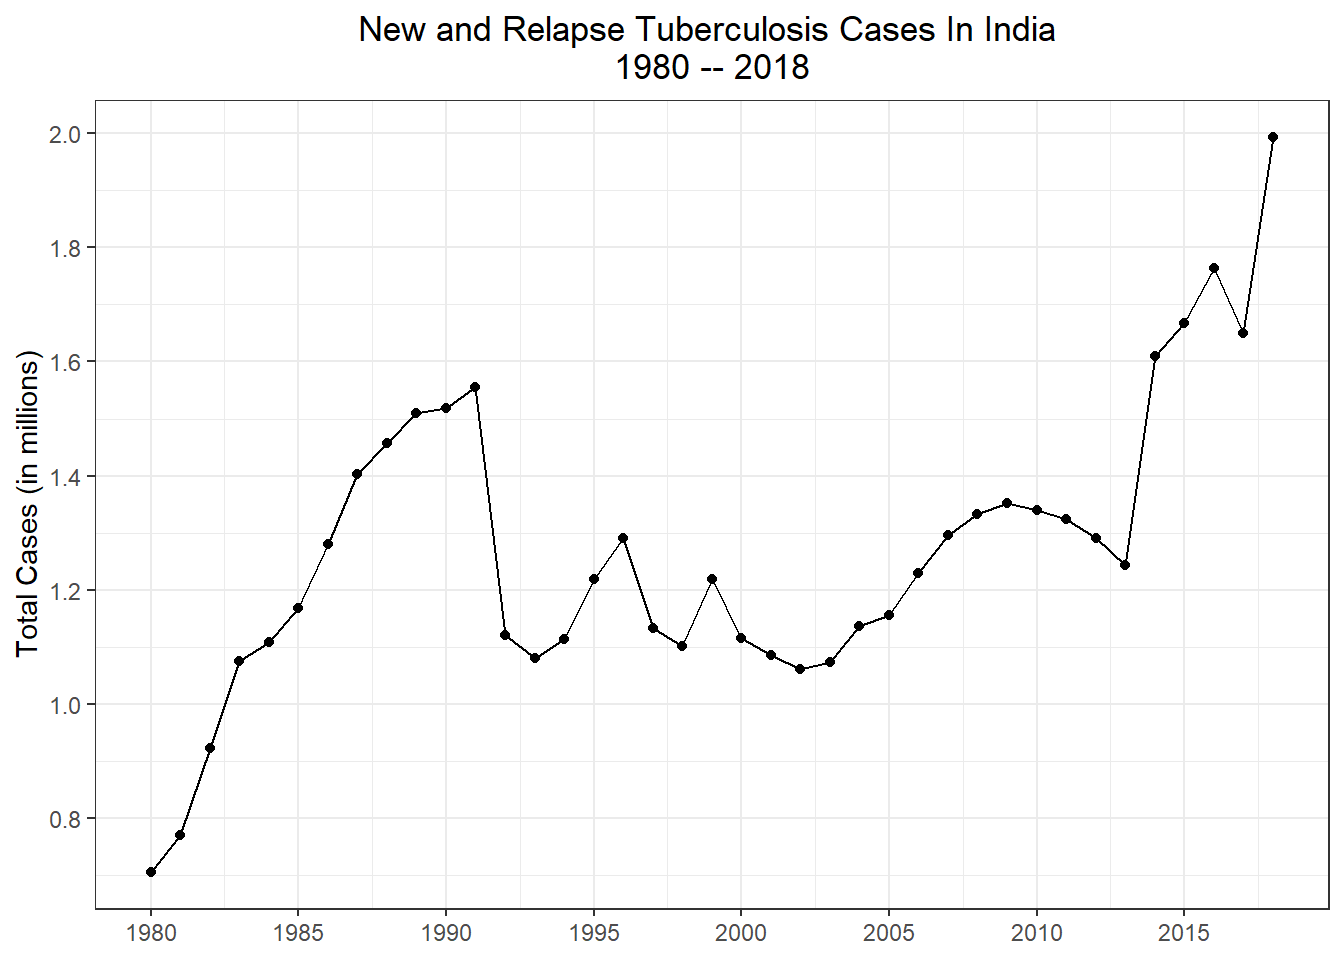 New and Relapse Tuberculosis Cases In India
1980 -- 2018
Total Cases (in millions)
2.0
1.8
1.6
1.4
1.2
1.0
0.8
1980 1985 1990 1995 2000 2005 2010 2015